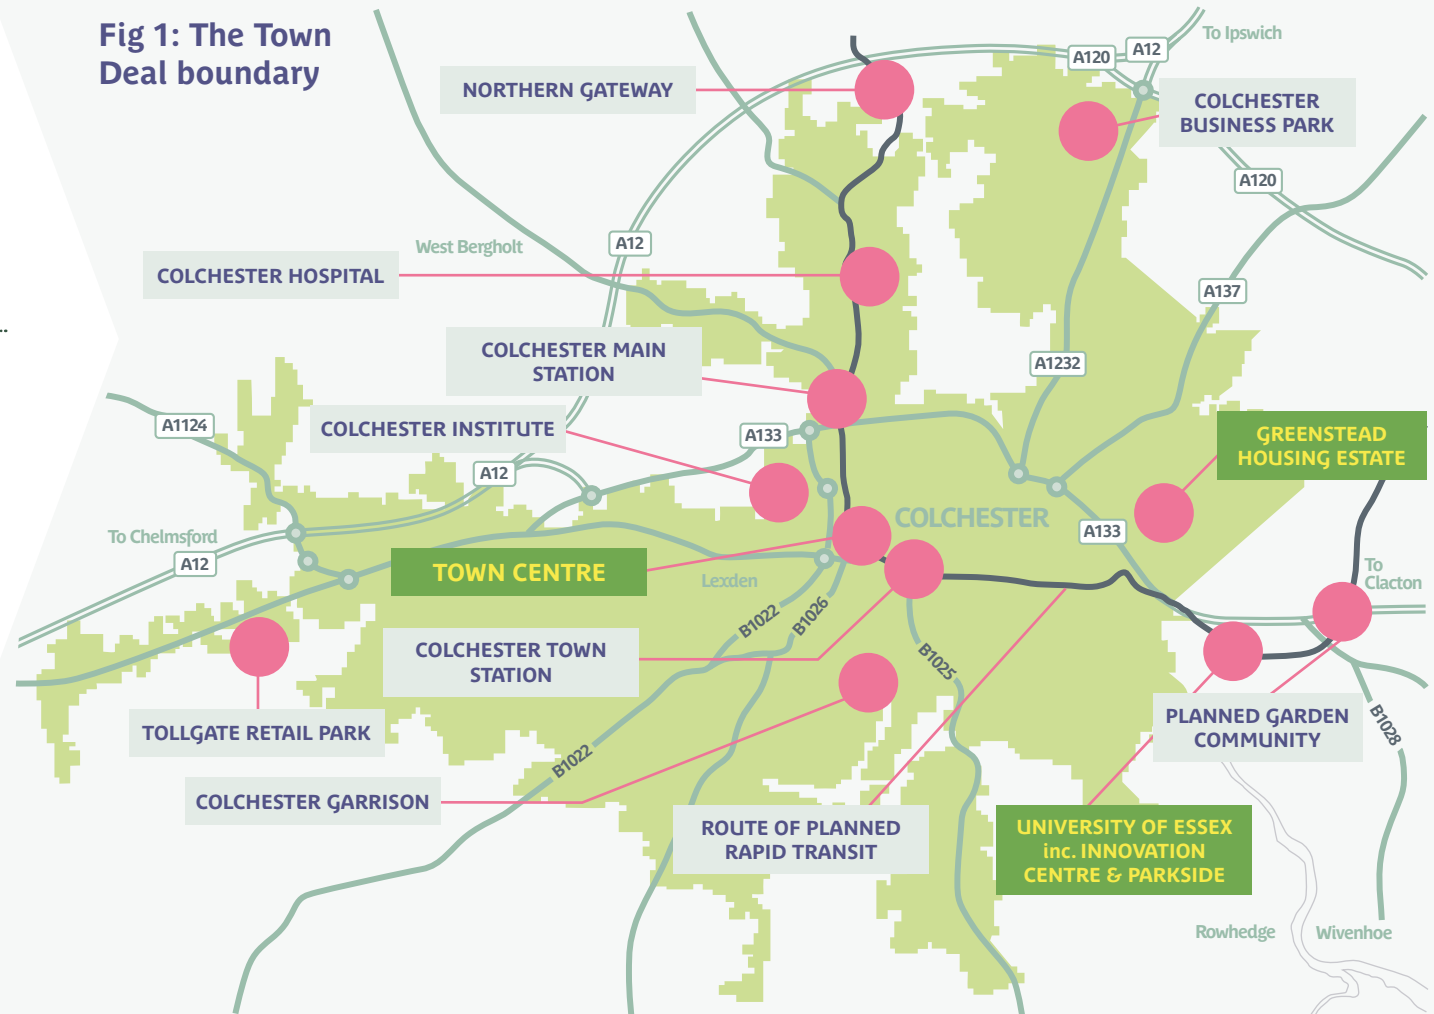 Fig 1: The Town
Deal boundary
To Ipswich
A12
A120
NORTHERN GATEWAY
COLCHESTER
BUSINESS PARK
A120
West Bergholt
A12
COLCHESTER HOSPITAL
A137
..
COLCHESTER MAIN
STATION
A1232
A1124
COLCHESTER INSTITUTE
A133
GREENSTEAD
HOUSING ESTATE
A12
COLCHESTER
A133
To Chelmsford
A12
TOWN CENTRE
Lexden
To
Clacton
B1022
B1026
COLCHESTER TOWN
STATION
B1025
TOLLGATE RETAIL PARK
PLANNED GARDEN
COMMUNITY
B1028
B1022
COLCHESTER GARRISON
ROUTE OF PLANNED
RAPID TRANSIT
UNIVERSITY OF ESSEX
inc. INNOVATION
CENTRE & PARKSIDE
Rowhedge
Wivenhoe